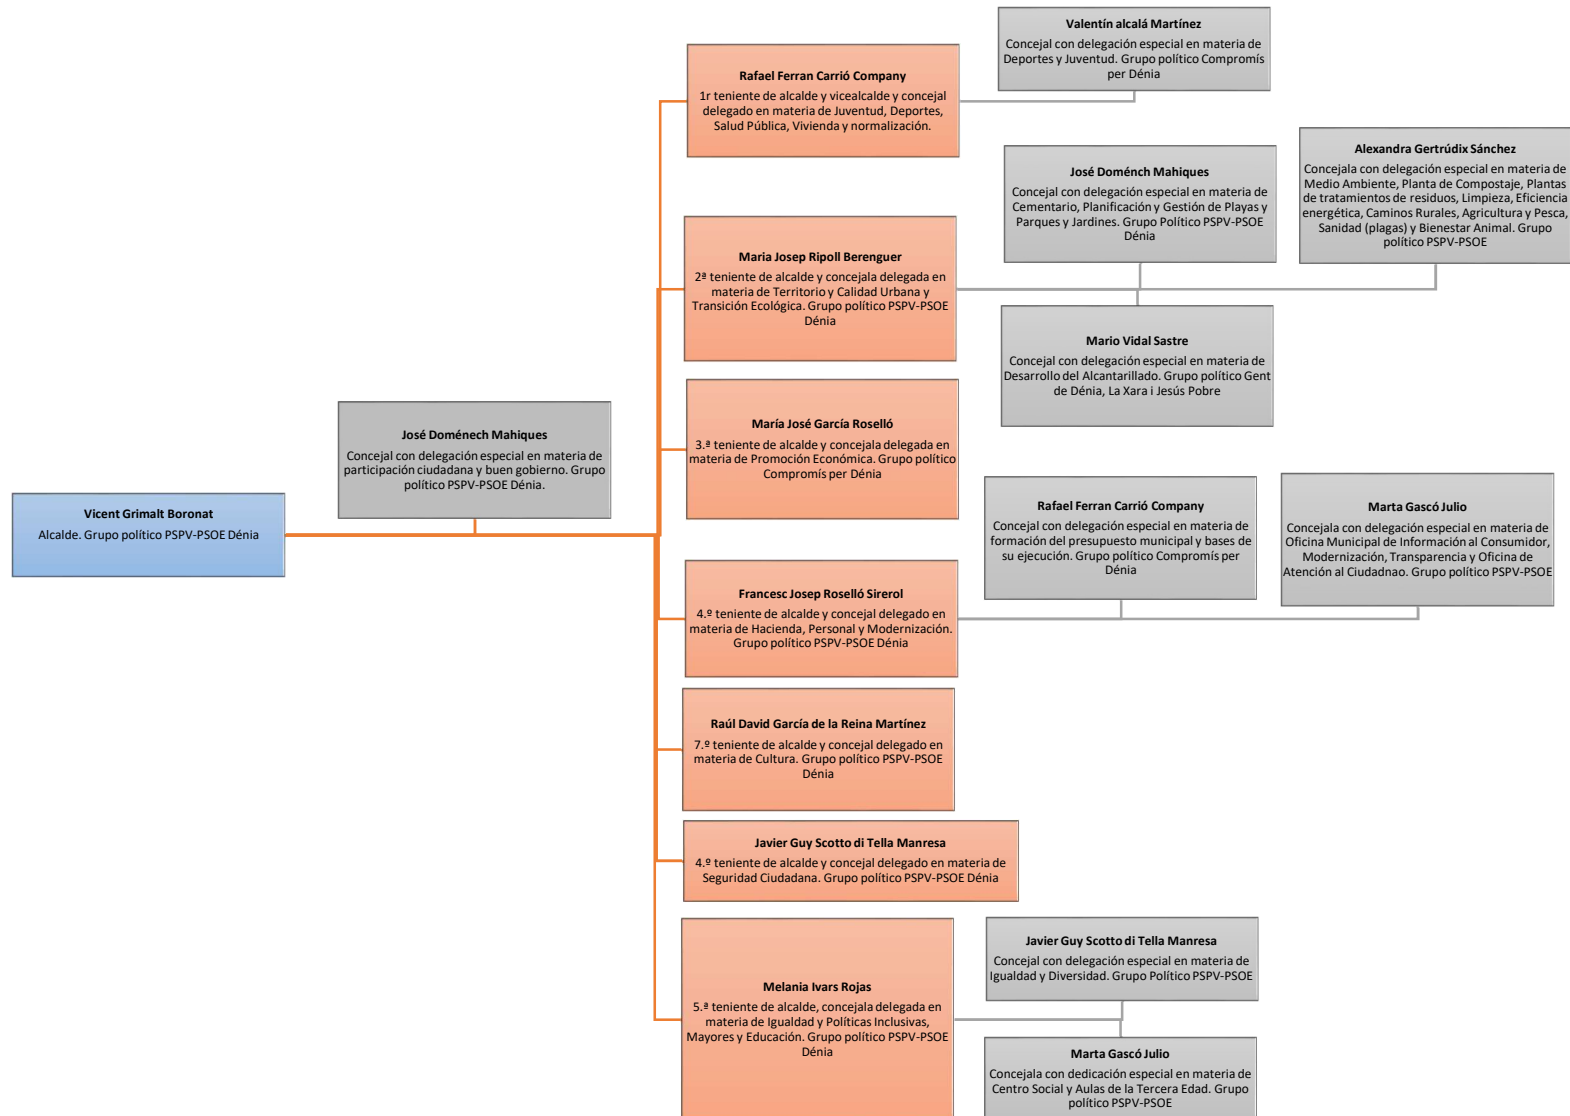 Vicent Grimalt Boronat
Alcalde. Grupo político PSPV-PSOE Dénia
José Doménech Mahiques
Concejal con delegación especial en materia de
participación ciudadana y buen gobierno. Grupo
político PSPV-PSOE Dénia.
Rafael Ferran Carrió Company
1r teniente de alcalde y vicealcalde y concejal
delegado en materia de Juventud, Deportes,
Salud Pública, Vivienda y normalización.
Valentín alcalá Martínez
Concejal con delegación especial en materia de
Deportes y Juventud. Grupo político Compromís
per Dénia
Maria Josep Ripoll Berenguer
2ª teniente de alcalde y concejala delegada en
materia de Territorio y Calidad Urbana y
Transición Ecológica. Grupo político PSPV-PSOE
Dénia
José Doménch Mahiques
Concejal con delegación especial en materia de
Cementario, Planificación y Gestión de Playas y
Parques y Jardines. Grupo Político PSPV-PSOE
Dénia
Alexandra Gertrúdix Sánchez
Concejala con delegación especial en materia de
Medio Ambiente, Planta de Compostaje, Plantas
de tratamientos de residuos, Limpieza, Eficiencia
energética, Caminos Rurales, Agricultura y Pesca,
Sanidad (plagas) y Bienestar Animal. Grupo
político PSPV-PSOE
Mario Vidal Sastre
Concejal con delegación especial en materia de
Desarrollo del Alcantarillado. Grupo político Gent
de Dénia, La Xara i Jesús Pobre
María José García Roselló
3.ª teniente de alcalde y concejala delegada en
materia de Promoción Económica. Grupo político
Compromís per Dénia
Francesc Josep Roselló Sirerol
4.º teniente de alcalde y concejal delegado en
materia de Hacienda, Personal y Modernización.
Grupo político PSPV-PSOE Dénia
Rafael Ferran Carrió Company
Concejal con delegación especial en materia de
formación del presupuesto municipal y bases de
su ejecución. Grupo político Compromís per
Dénia
Marta Gascó Julio
Concejala con delegación especial en materia de
Oficina Municipal de Información al Consumidor,
Modernización, Transparencia y Oficina de
Atención al Ciudadnao. Grupo político PSPV-PSOE
Raúl David García de la Reina Martínez
7.º teniente de alcalde y concejal delegado en
materia de Cultura. Grupo político PSPV-PSOE
Dénia
Javier Guy Scotto di Tella Manresa
4.º teniente de alcalde y concejal delegado en materia de
Seguridad Ciudadana. Grupo político PSPV-PSOE Dénia
Melania Ivars Rojas
5.ª teniente de alcalde, concejala delegada en
materia de Igualdad y Políticas Inclusivas,
Mayores y Educación. Grupo político PSPV-PSOE
Dénia
Javier Guy Scotto di Tella Manresa
Concejal con delegación especial en materia de
Igualdad y Diversidad. Grupo Político PSPV-PSOE
Marta Gascó Julio
Concejala con dedicación especial en materia de
Centro Social y Aulas de la Tercera Edad. Grupo
político PSPV-PSOE